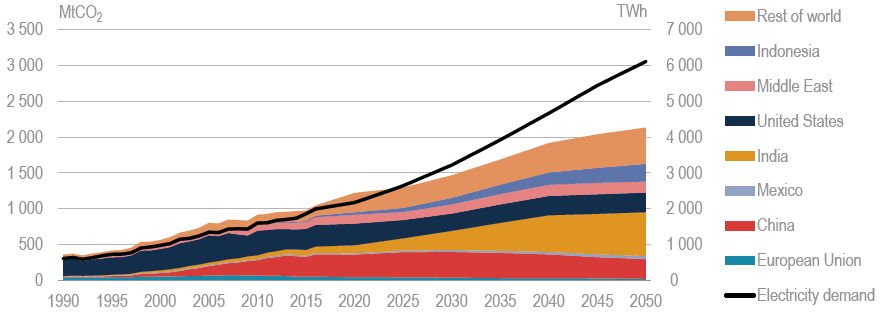 MtCO2 TWh
3 500 7 000 Rest of world
3 000 6 000 Indonesia
2 500 5 000 Middle East
2 000 4 000 United States
1 500 3 000 India
1 000 2 000 Mexico
500 1 000 China
0 0 European Union
1990 1995 2000 2005 2010 2015 2020 2025 2030 2035 2040 2045 2050 Electricity demand